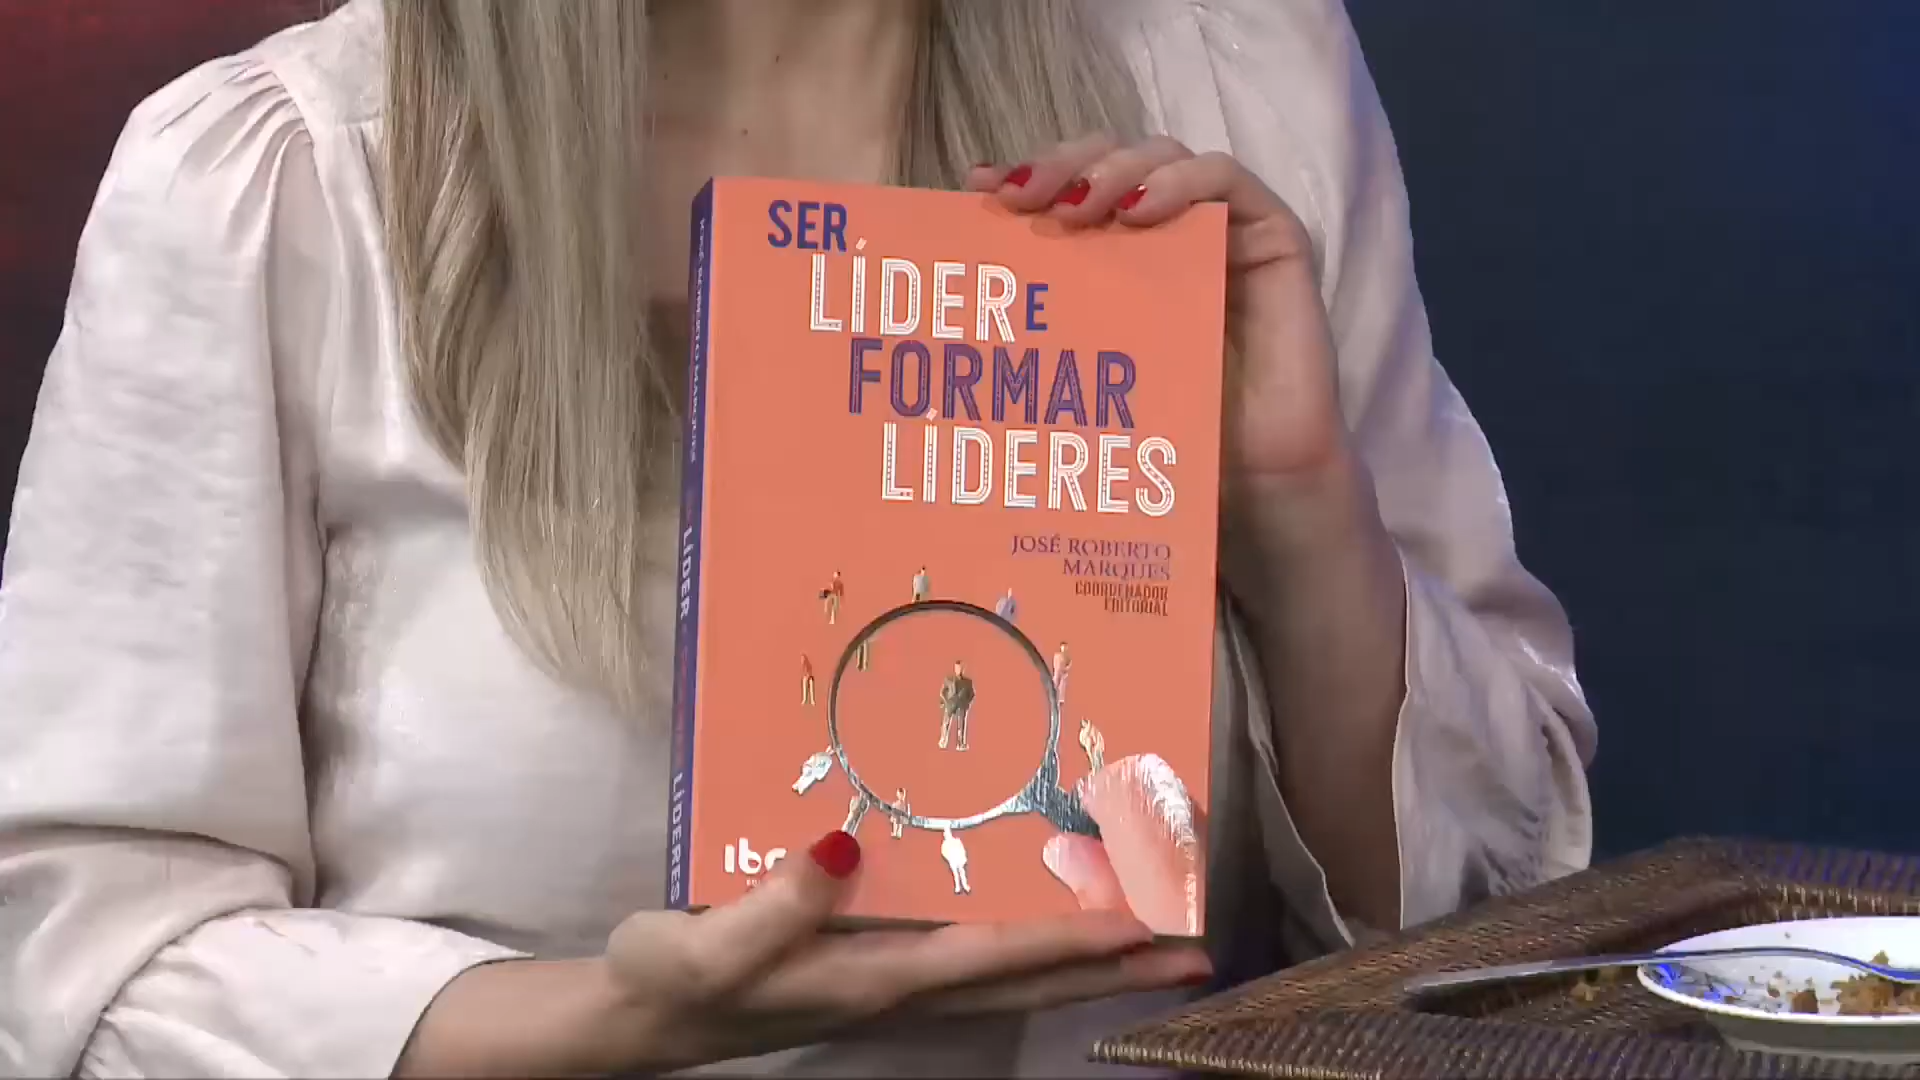 SER
LÍDER E
FORMAR
LÍDERES
JOSÉ ROBERTO
MARQUES
COORDENADOR
EDITORIAL
JOSÉ ROBERTO MARQUES
LÍDER E
LÍDERES